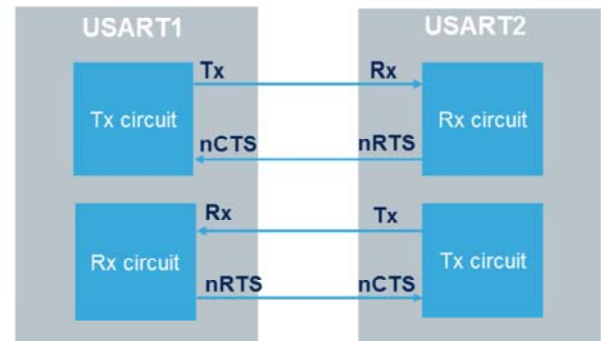 USART1
USART2
Tx
Rx
Tx circuit
Rx circuit
nCTS
nRTS
Rx
Tx
Rx circuit
Tx circuit
nRTS
nCTS